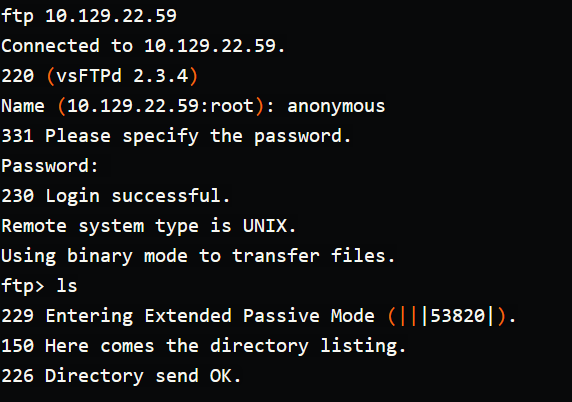 ftp 10.129.22.59
Connected to 10.129.22.59.
220 (vsFTPd 2.3.4)
Name (10.129.22.59:root): anonymous
331 Please specify the password.
Password:
230 Login successful.
Remote system type is UNIX.
Using binary mode to transfer files.
ftp> ls
229 Entering Extended Passive Mode (|||53820|).
150 Here comes the directory listing.
226 Directory send OK.